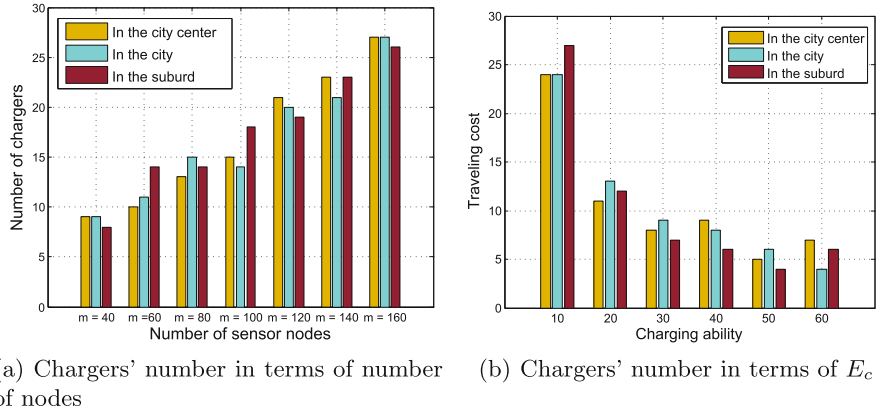 30
25
20
15
10
5
0
Number of chargers
In the city center
In the city
In the suburd
m = 40
m =60
m = 80
m = 100
m = 120
m = 140
m = 160
Number of sensor nodes
(a) Chargers' number in terms of number
of nodes
30
25
20
15
10
5
0
Traveling cost
In the city center
In the city
In the suburd
10
20
30
40
50
60
Charging ability
(b) Chargers' number in terms of E_c